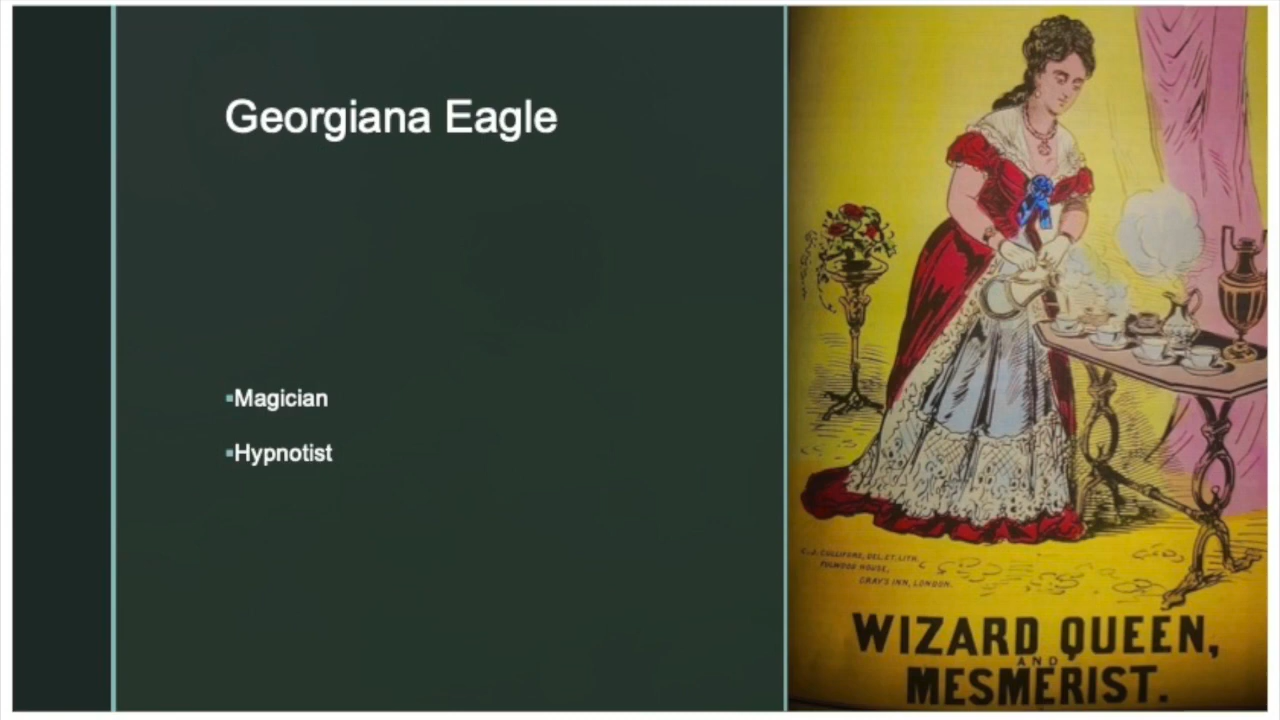 Georgiana Eagle
▪Magician
▪Hypnotist
C.J. CULLIFORD, DEL.ET.LITH.
FULWOOD HOUSE,
GRAY'S INN, LONDON.
WIZARD QUEEN,
AND
MESMERIST.